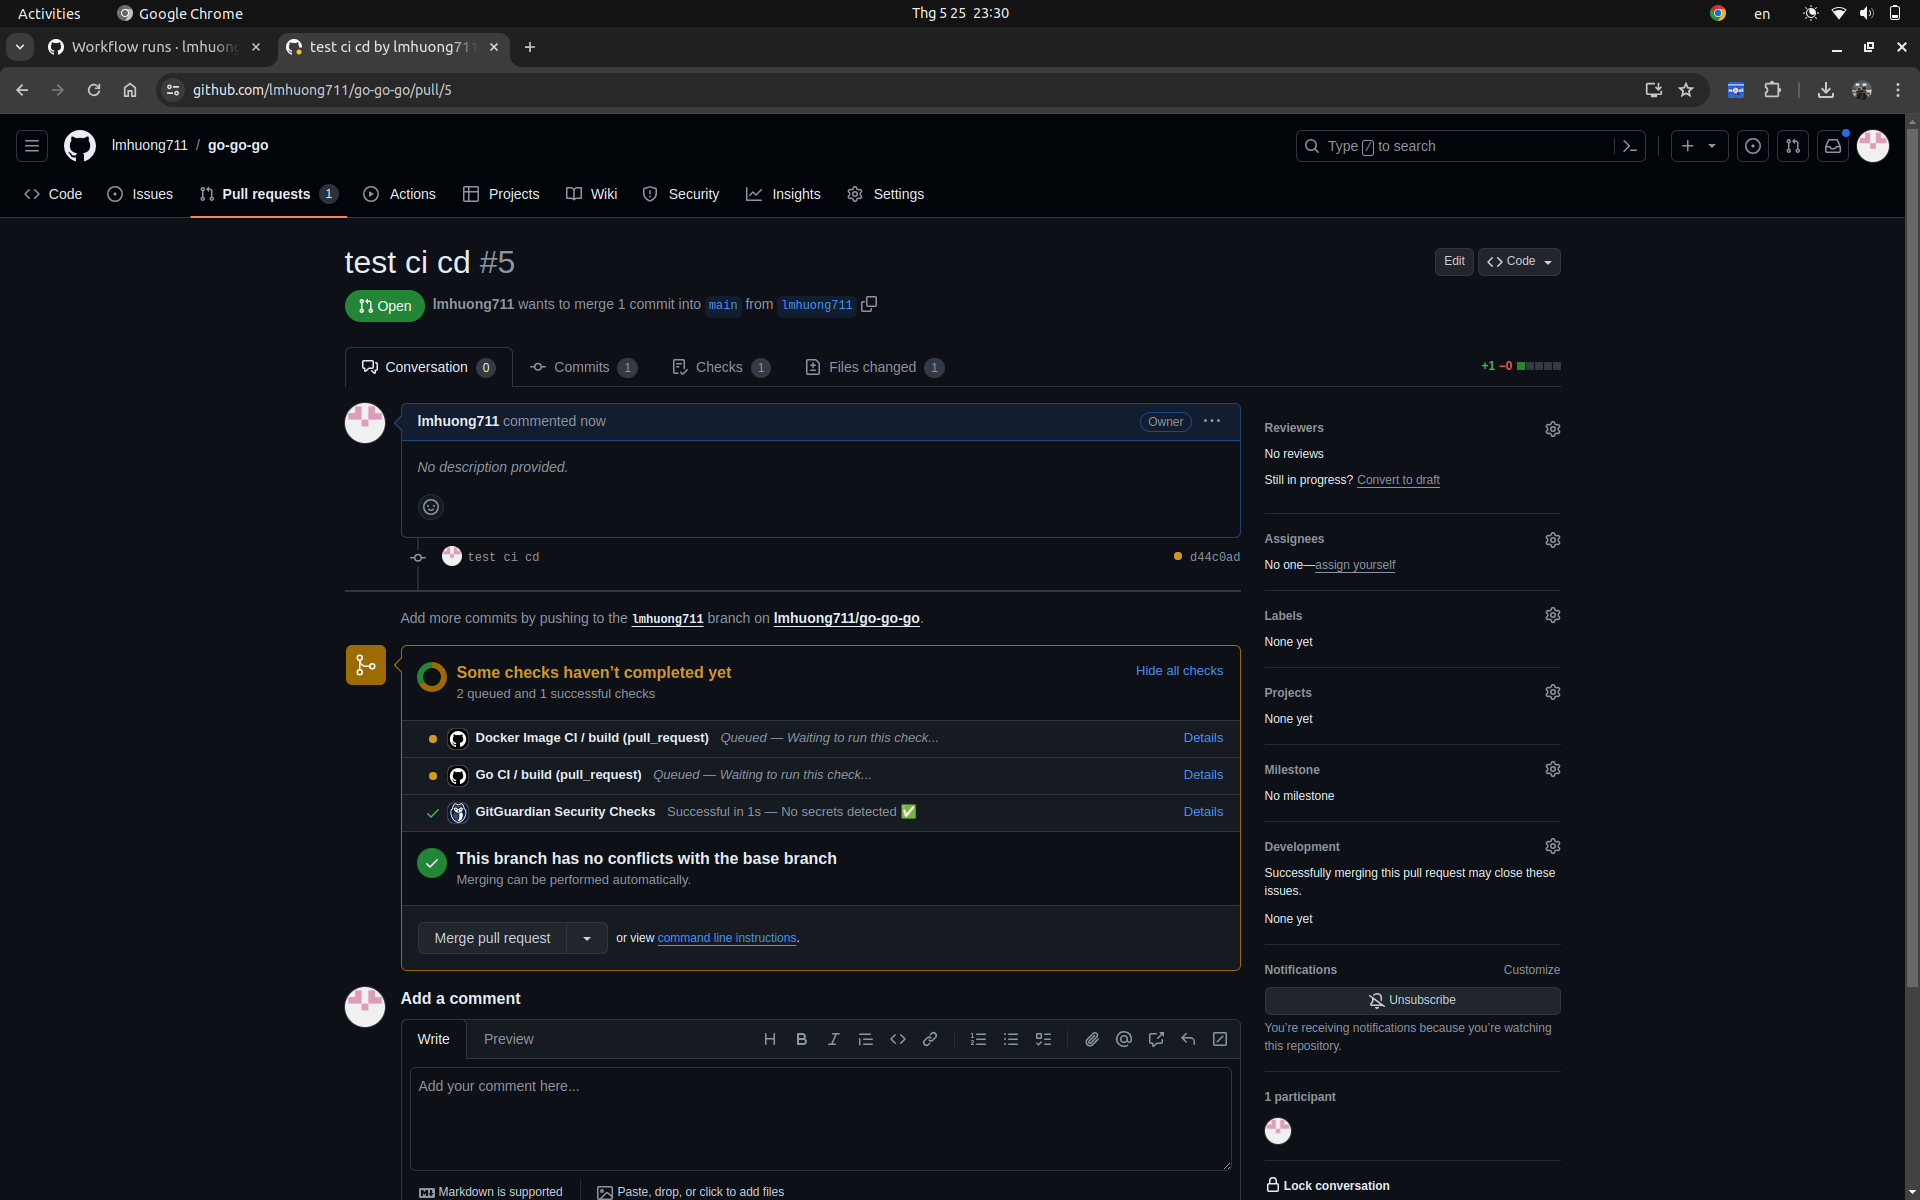 Activities
Google Chrome
Thg 5 25 23:30
en
Workflow runs · lmhuong
test ci cd by lmhuong711
github.com/lmhuong711/go-go-go/pull/5
lmhuong711 / go-go-go
Type / to search
Code
Issues
Pull requests 1
Actions
Projects
Wiki
Security
Insights
Settings
test ci cd #5
Edit
Code
Open
lmhuong711 wants to merge 1 commit into main from lmhuong711
Conversation 0
Commits 1
Checks 1
Files changed 1
+1 −0
lmhuong711 commented now
Owner
No description provided.
test ci cd
d44c0ad
Add more commits by pushing to the lmhuong711 branch on lmhuong711/go-go-go.
Some checks haven’t completed yet
2 queued and 1 successful checks
Hide all checks
Docker Image CI / build (pull_request) Queued — Waiting to run this check...
Details
Go CI / build (pull_request) Queued — Waiting to run this check...
Details
GitGuardian Security Checks Successful in 1s — No secrets detected ✅
Details
This branch has no conflicts with the base branch
Merging can be performed automatically.
Merge pull request
or view command line instructions.
Add a comment
Write
Preview
Add your comment here...
Markdown is supported
Paste, drop, or click to add files
Reviewers
No reviews
Still in progress? Convert to draft
Assignees
No one—assign yourself
Labels
None yet
Projects
None yet
Milestone
No milestone
Development
Successfully merging this pull request may close these
issues.
None yet
Notifications
Customize
Unsubscribe
You’re receiving notifications because you’re watching
this repository.
1 participant
Lock conversation